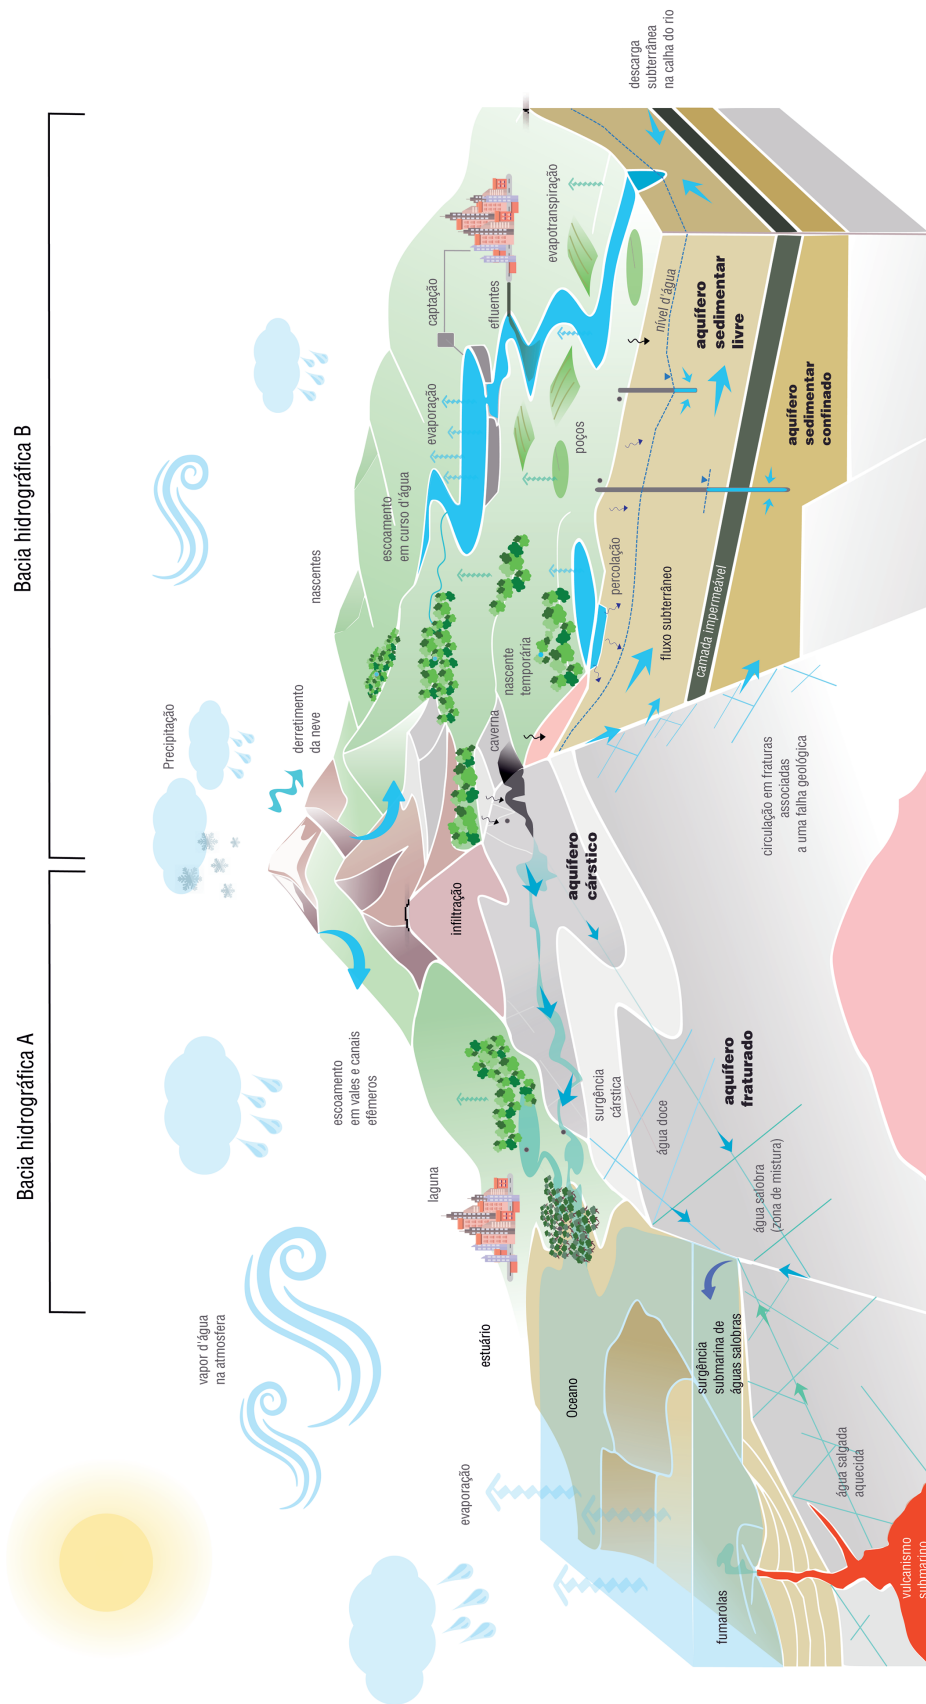 Bacia hidrográfica A
Bacia hidrográfica B
vapor d'água
na atmosfera
Precipitação
derretimento
da neve
nascentes
escoamento
em vales e canais
efêmeros
escoamento
em curso d'água
evaporação
captação
efluentes
evapotranspiração
evaporação
estuário
laguna
infiltração
caverna
nascente
temporária
poços
Oceano
surgência
cárstica
aquífero
cárstico
percolação
nível d'água
descarga
subterrânea
na calha do rio
fluxo subterrâneo
camada impermeável
aquífero
sedimentar
livre
aquífero
sedimentar
confinado
surgência
submarina de
águas salobras
água doce
aquífero
fraturado
água salobra
(zona de mistura)
circulação em fraturas
associadas
a uma falha geológica
fumarolas
água salgada
aquecida
vulcanismo
submarino